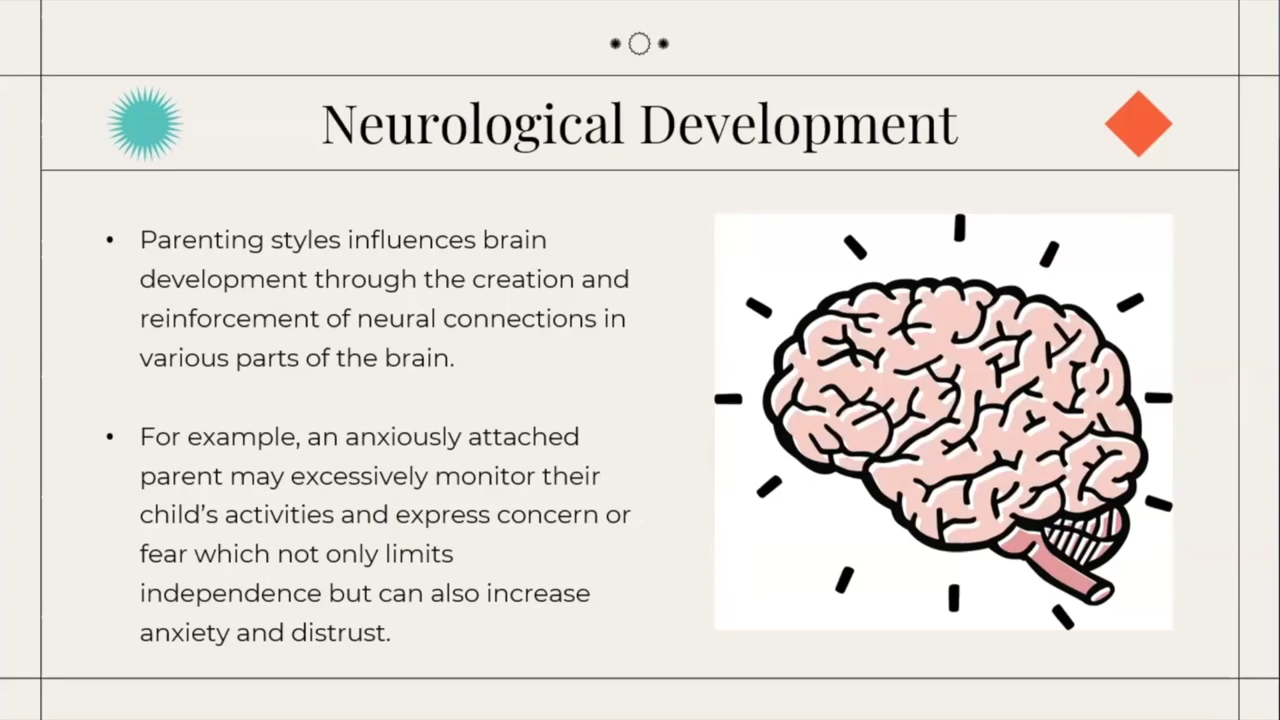 Neurological Development
• Parenting styles influences brain
development through the creation and
reinforcement of neural connections in
various parts of the brain.
• For example, an anxiously attached
parent may excessively monitor their
child’s activities and express concern or
fear which not only limits
independence but can also increase
anxiety and distrust.